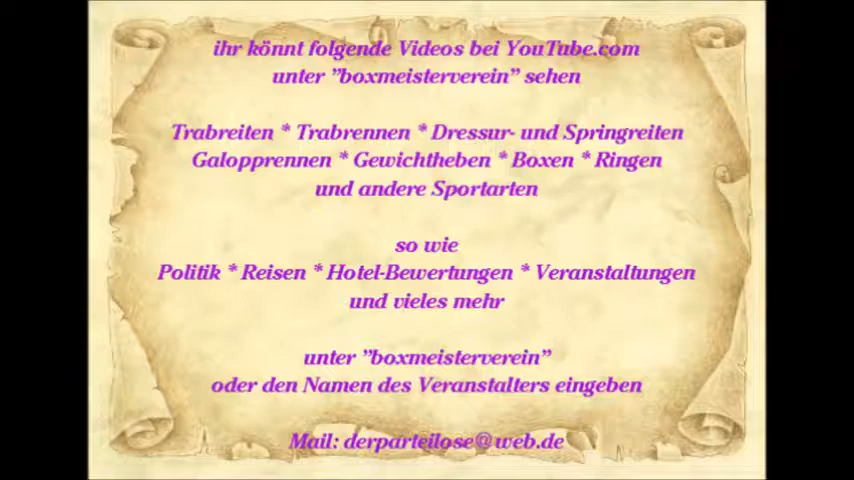 ihr könnt folgende Videos bei YouTube.com
unter "boxmeisterverein" sehen
Trabreiten * Trabrennen * Dressur- und Springreiten
Galopprennen * Gewichtheben * Boxen * Ringen
und andere Sportarten
so wie
Politik * Reisen * Hotel-Bewertungen * Veranstaltungen
und vieles mehr
unter "boxmeisterverein"
oder den Namen des Veranstalters eingeben
Mail: derparteilose@web.de